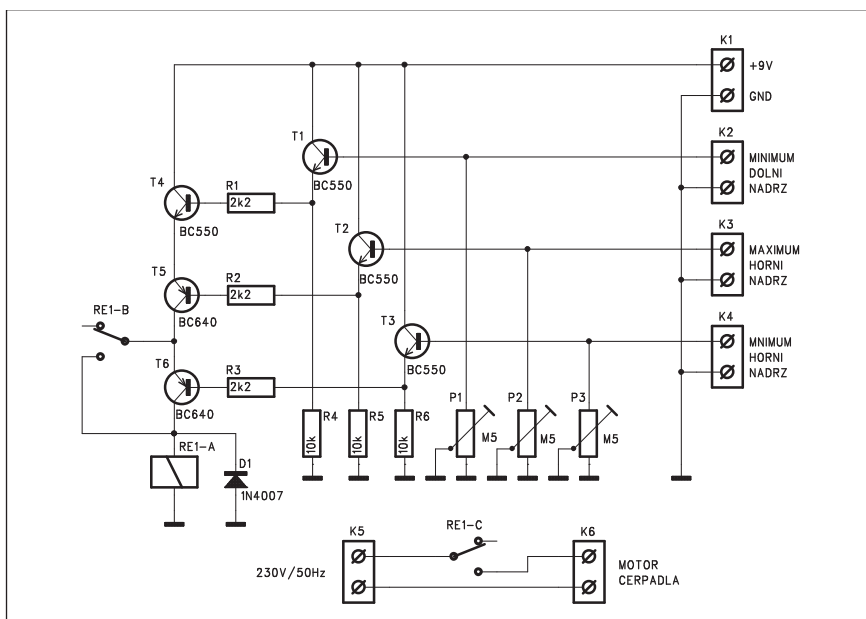 K1
+9V
GND
T1
BC550
K2
MINIMUM
DOLNI
NADRZ
T4
BC550
R1
2k2
T2
BC550
K3
MAXIMUM
HORNI
NADRZ
T5
BC640
R2
2k2
RE1-B
T3
BC550
K4
MNIMUM
HORNI
NADRZ
T6
BC640
R3
2k2
R4
10k
R5
10k
R6
10k
P1
M5
P2
M5
P3
M5
RE1-A
D1
1N4007
K5
230V/50Hz
RE1-C
K6
MOTOR
CERPADLA